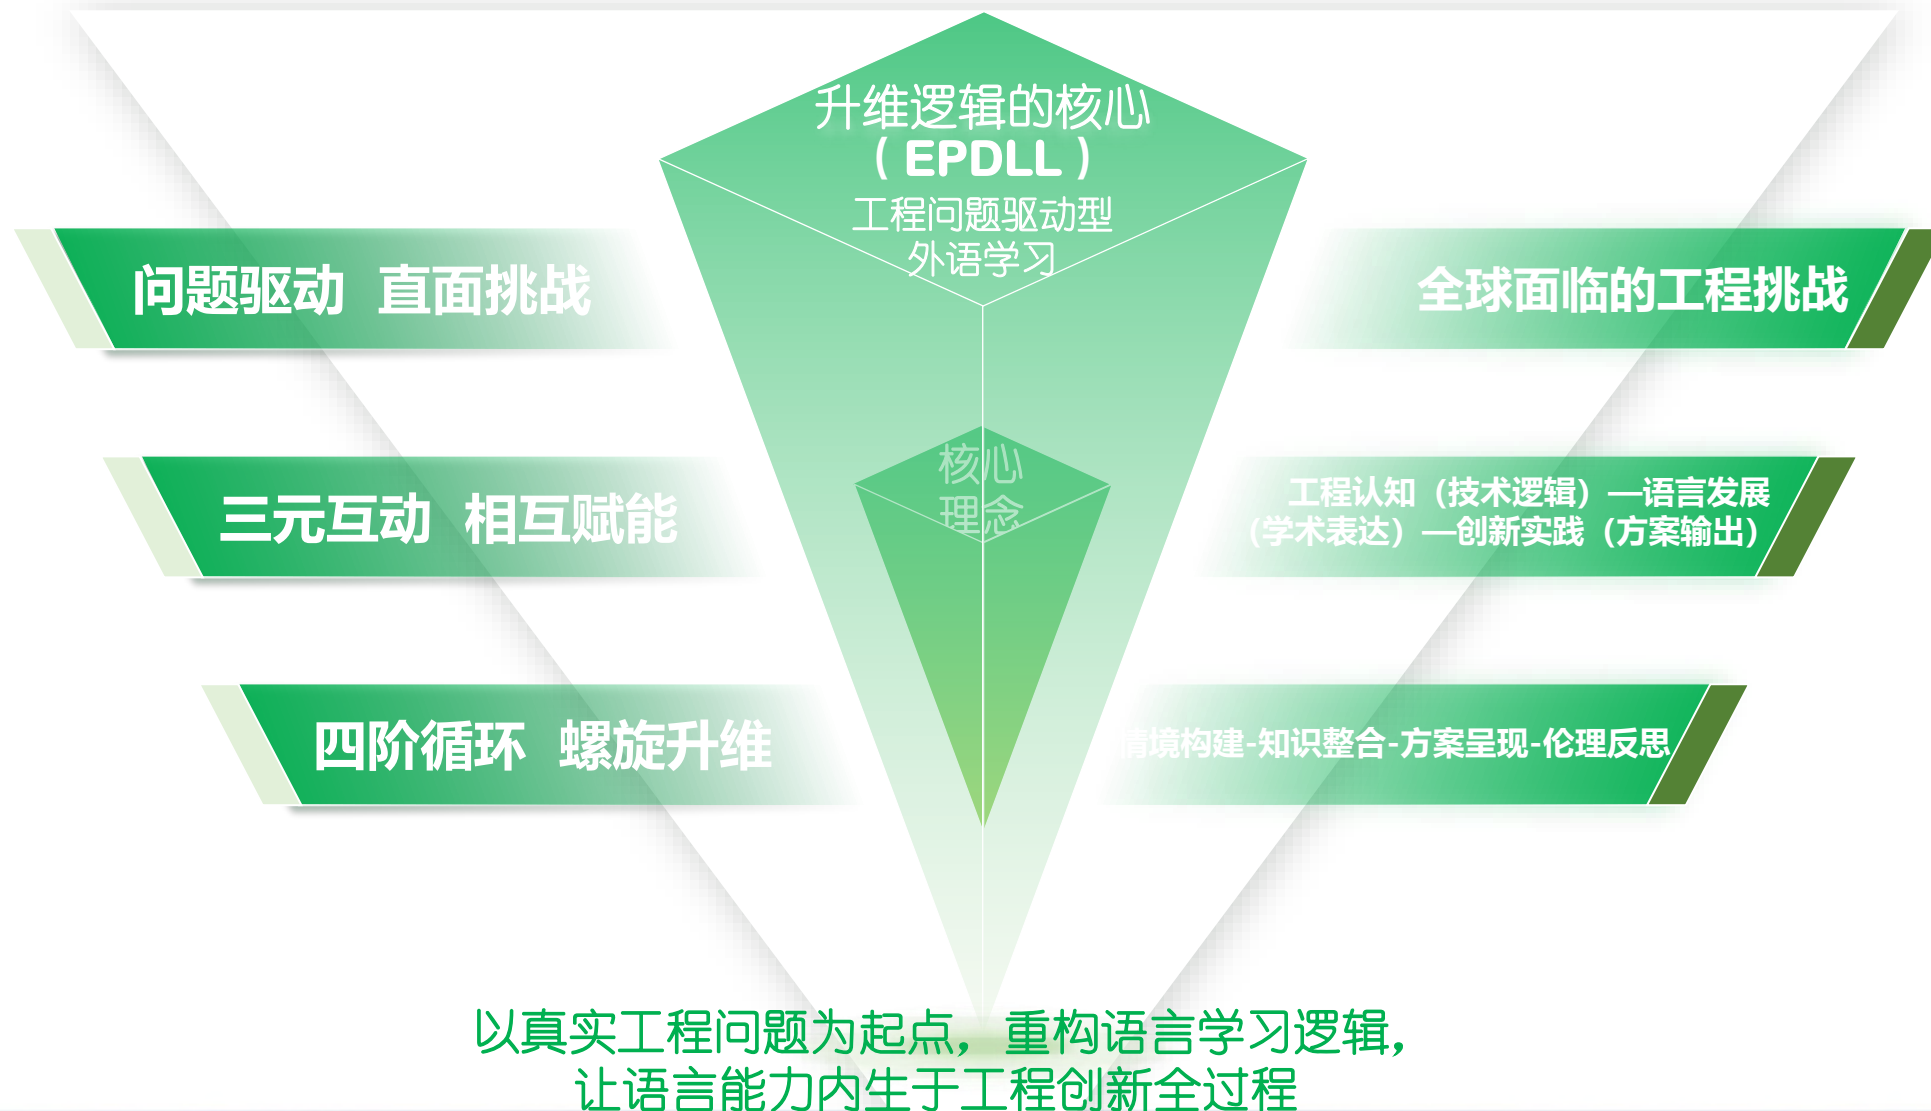 升维逻辑的核心
（EPDLL）
工程问题驱动型
外语学习
问题驱动 直面挑战
全球面临的工程挑战
核心
理念
三元互动 相互赋能
工程认知（技术逻辑）—语言发展
（学术表达）—创新实践（方案输出）
四阶循环 螺旋升维
情境构建-知识整合-方案呈现-伦理反思
以真实工程问题为起点，重构语言学习逻辑，
让语言能力内生于工程创新全过程